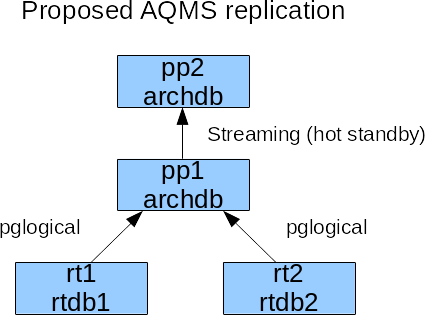 Proposed AQMS replication
pp2
archdb
Streaming (hot standby)
pp1
archdb
pglogical
pglogical
rt1
rtdb1
rt2
rtdb2